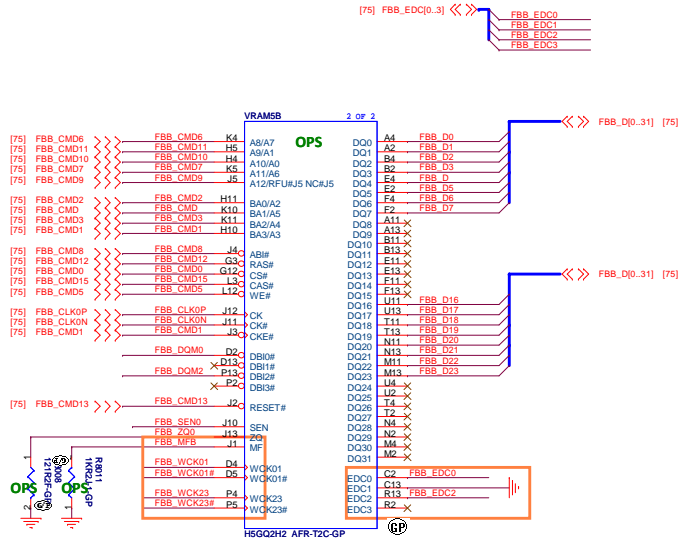 [75] FBB_EDC[0..3]
FBB_EDC0
FBB_EDC1
FBB_EDC2
FBB_EDC3
VRAM5B 2 OF 2
OPS
[75] FBB_CMD6 FBB_CMD6 K4 A8/A7 DQ0 A4 FBB_D0 FBB_D[0..31] [75]
[75] FBB_CMD11 FBB_CMD11 H5 A9/A1 DQ1 A2 FBB_D1
[75] FBB_CMD10 FBB_CMD10 H4 A10/A0 DQ2 B4 FBB_D2
[75] FBB_CMD7 FBB_CMD7 K5 A11/A6 DQ3 B2 FBB_D3
[75] FBB_CMD9 FBB_CMD9 J5 A12/RFU#J5 NC#J5 DQ4 E4 FBB_D
DQ5 E2 FBB_D5
[75] FBB_CMD2 FBB_CMD2 H11 BA0/A2 DQ6 F4 FBB_D6
[75] FBB_CMD FBB_CMD K10 BA1/A5 DQ7 F2 FBB_D7
[75] FBB_CMD3 FBB_CMD3 K11 BA2/A4 DQ8 A11
[75] FBB_CMD1 FBB_CMD1 H10 BA3/A3 DQ9 A13
DQ10 B11
[75] FBB_CMD8 FBB_CMD8 J4 ABI# DQ11 B13
[75] FBB_CMD12 FBB_CMD12 G3 RAS# DQ12 E11
[75] FBB_CMD0 FBB_CMD0 G12 CS# DQ13 E13 FBB_D[0..31] [75]
[75] FBB_CMD15 FBB_CMD15 L3 CAS# DQ14 F11
[75] FBB_CMD5 FBB_CMD5 L12 WE# DQ15 F13
DQ16 U11 FBB_D16
[75] FBB_CLK0P FBB_CLK0P J12 CK DQ17 U13 FBB_D17
[75] FBB_CLK0N FBB_CLK0N J11 CK# DQ18 T11 FBB_D18
[75] FBB_CMD1 FBB_CMD1 J3 CKE# DQ19 T13 FBB_D19
DQ20 N11 FBB_D20
FBB_DQM0 D2 DBI0# DQ21 N13 FBB_D21
D13 DBI1# DQ22 M11 FBB_D22
FBB_DQM2 P13 DBI2# DQ23 M13 FBB_D23
P2 DBI3# DQ24 U4
DQ25 U2
[75] FBB_CMD13 FBB_CMD13 J2 RESET# DQ26 T4
DQ27 T2
FBB_SEN0 J10 SEN DQ28 N4
FBB_ZQ0 J13 ZQ DQ29 N2
FBB_MFB J1 MF DQ30 M4
DQ31 M2
FBB_WCK01 D4 WCK01 EDC0 C2 FBB_EDC0
FBB_WCK01# D5 WCK01# EDC1 C13
FBB_WCK23 P4 WCK23 EDC2 R13 FBB_EDC2
FBB_WCK23# P5 WCK23# EDC3 R2
1
1
R8011
OPS OPS
2
GP
H5GQ2H2 AFR-T2C-GP